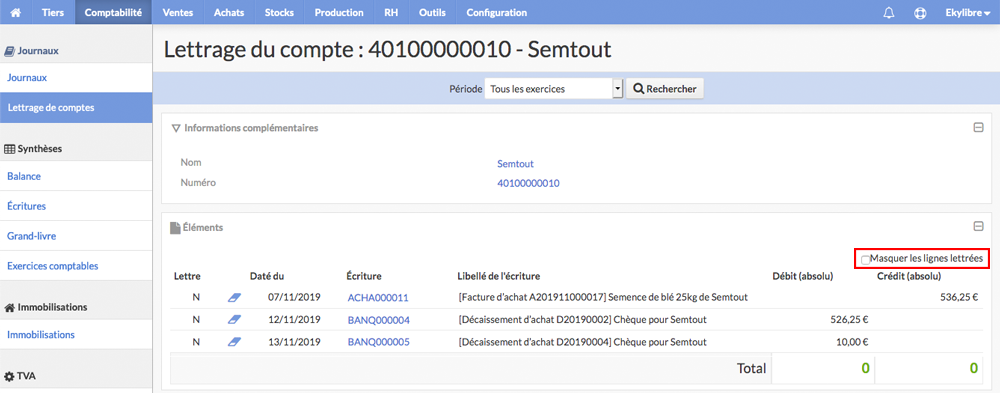 Tiers Comptabilité Ventes Achats Stocks Production RH Outils Configuration Ekylibre
Journaux
Journaux
Lettrage de comptes
Synthèses
Balance
Écritures
Grand-livre
Exercices comptables
Immobilisations
Immobilisations
TVA
Lettrage du compte : 40100000010 - Semtout
Période Tous les exercices Rechercher
Informations complémentaires
Nom Semtout
Numéro 40100000010
Éléments
Masquer les lignes lettrées
Lettre Daté du Écriture Libellé de l'écriture Débit (absolu) Crédit (absolu)
N 07/11/2019 ACHA000011 [Facture d'achat A201911000017] Semence de blé 25kg de Semtout 536,25 €
N 12/11/2019 BANQ000004 [Décaissement d'achat D20190002] Chèque pour Semtout 526,25 €
N 13/11/2019 BANQ000005 [Décaissement d'achat D20190004] Chèque pour Semtout 10,00 €
Total 0 0